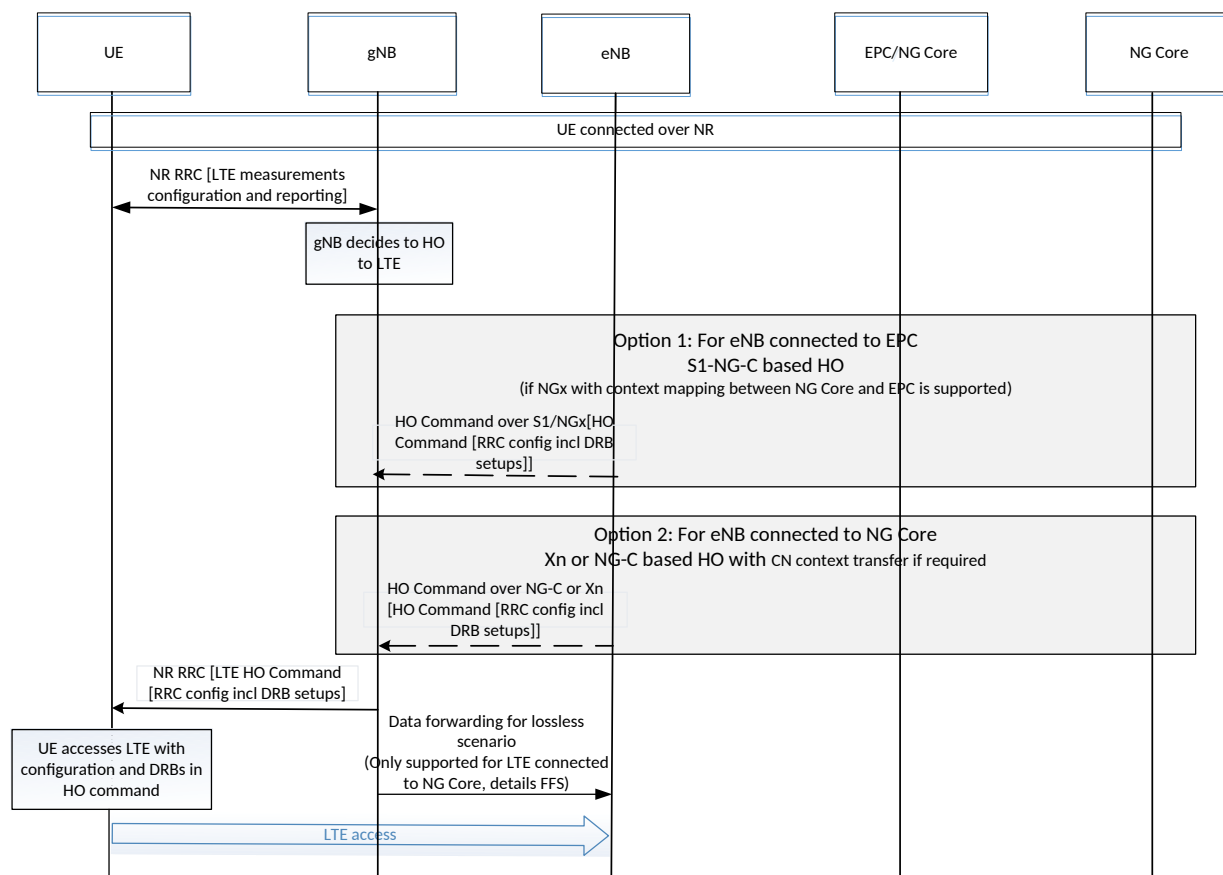 UE
gNB
eNB
EPC/NG Core
NG Core
UE connected over NR
NR RRC [LTE measurements
configuration and reporting]
gNB decides to HO
to LTE
Option 1: For eNB connected to EPC
S1-NG-C based HO
(if NGx with context mapping between NG Core and EPC is supported)
HO Command over S1/NGx[HO
Command [RRC config incl DRB
setups]]
Option 2: For eNB connected to NG Core
Xn or NG-C based HO with CN context transfer if required
HO Command over NG-C or Xn
[HO Command [RRC config incl
DRB setups]]
NR RRC [LTE HO Command
[RRC config incl DRB setups]
Data forwarding for lossless
scenario
(Only supported for LTE connected
to NG Core, details FFS)
UE accesses LTE with
configuration and DRBs in
HO command
LTE access